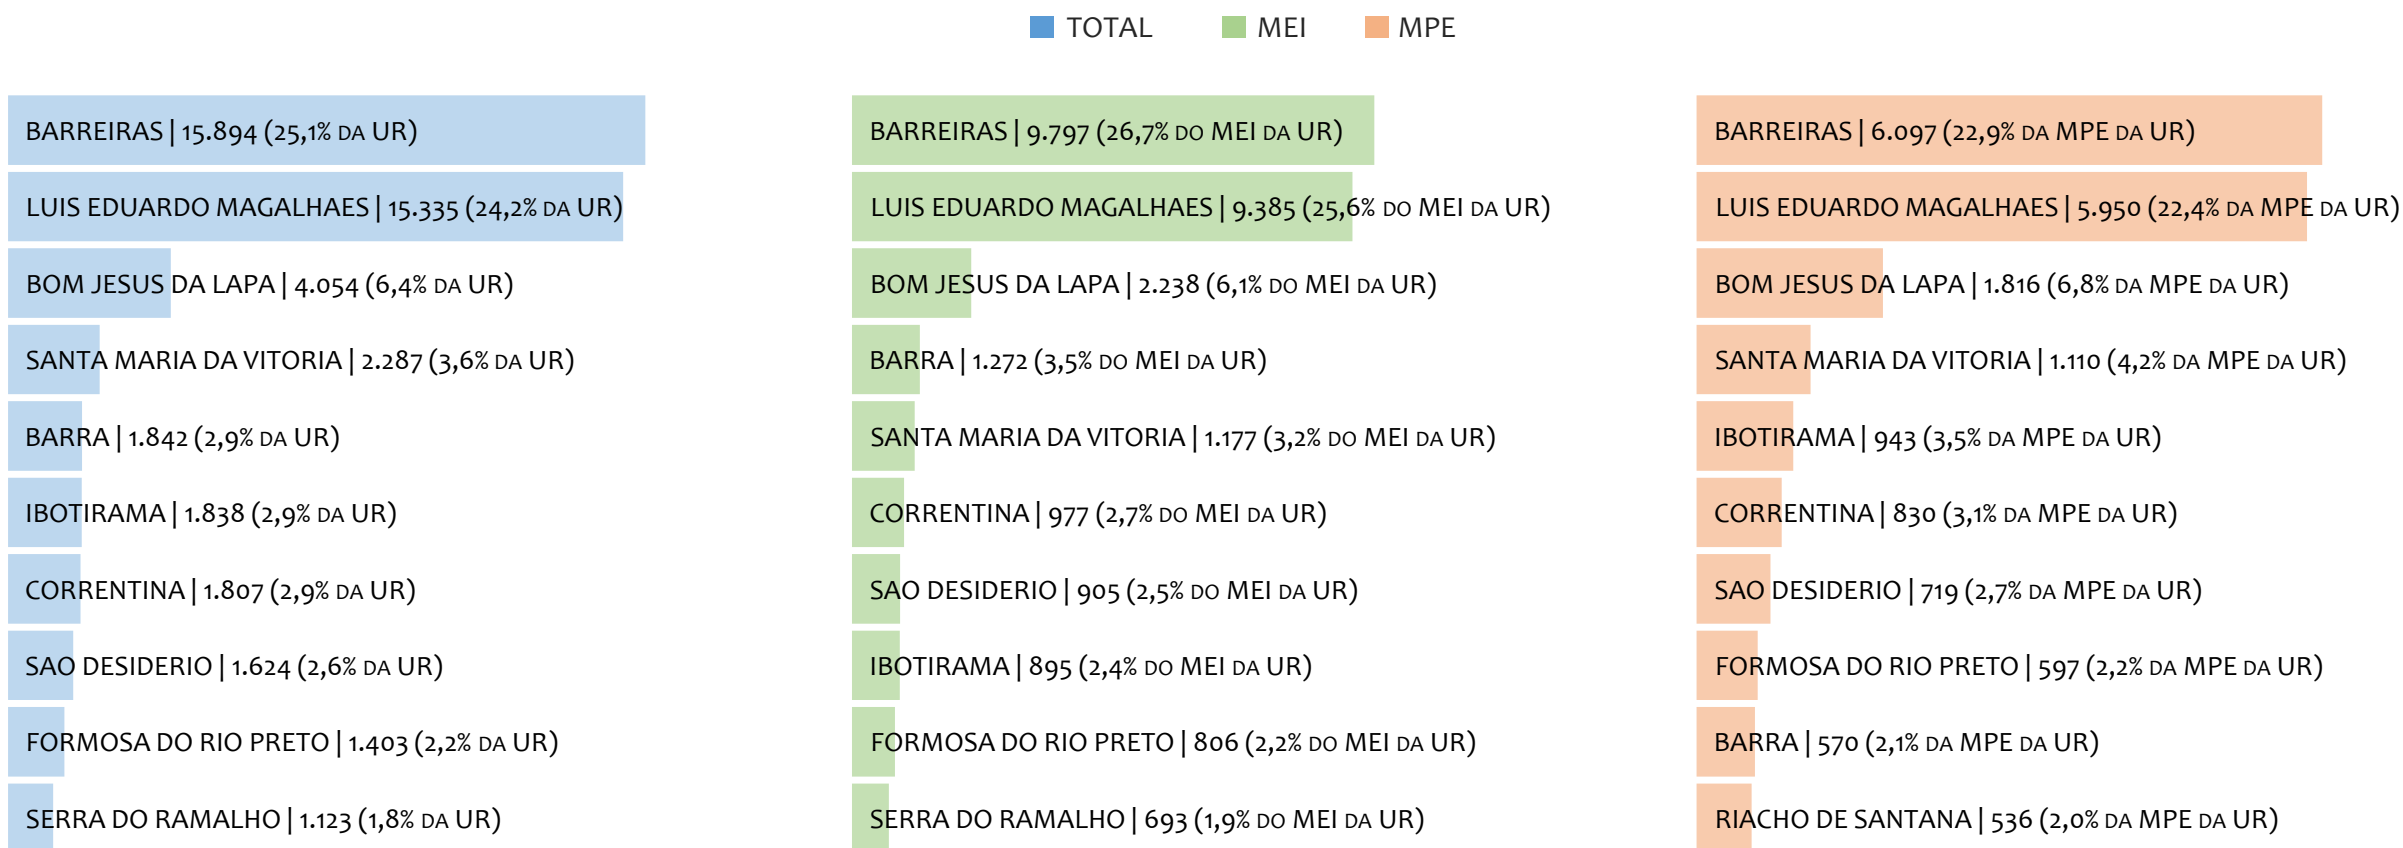 TOTAL MEI MPE
BARREIRAS | 15.894 (25,1% DA UR)
LUIS EDUARDO MAGALHAES | 15.335 (24,2% DA UR)
BOM JESUS DA LAPA | 4.054 (6,4% DA UR)
SANTA MARIA DA VITORIA | 2.287 (3,6% DA UR)
BARRA | 1.842 (2,9% DA UR)
IBOTIRAMA | 1.838 (2,9% DA UR)
CORRENTINA | 1.807 (2,9% DA UR)
SAO DESIDERIO | 1.624 (2,6% DA UR)
FORMOSA DO RIO PRETO | 1.403 (2,2% DA UR)
SERRA DO RAMALHO | 1.123 (1,8% DA UR)
BARREIRAS | 9.797 (26,7% DO MEI DA UR)
LUIS EDUARDO MAGALHAES | 9.385 (25,6% DO MEI DA UR)
BOM JESUS DA LAPA | 2.238 (6,1% DO MEI DA UR)
BARRA | 1.272 (3,5% DO MEI DA UR)
SANTA MARIA DA VITORIA | 1.177 (3,2% DO MEI DA UR)
CORRENTINA | 977 (2,7% DO MEI DA UR)
SAO DESIDERIO | 905 (2,5% DO MEI DA UR)
IBOTIRAMA | 895 (2,4% DO MEI DA UR)
FORMOSA DO RIO PRETO | 806 (2,2% DO MEI DA UR)
SERRA DO RAMALHO | 693 (1,9% DO MEI DA UR)
BARREIRAS | 6.097 (22,9% DA MPE DA UR)
LUIS EDUARDO MAGALHAES | 5.950 (22,4% DA MPE DA UR)
BOM JESUS DA LAPA | 1.816 (6,8% DA MPE DA UR)
SANTA MARIA DA VITORIA | 1.110 (4,2% DA MPE DA UR)
IBOTIRAMA | 943 (3,5% DA MPE DA UR)
CORRENTINA | 830 (3,1% DA MPE DA UR)
SAO DESIDERIO | 719 (2,7% DA MPE DA UR)
FORMOSA DO RIO PRETO | 597 (2,2% DA MPE DA UR)
BARRA | 570 (2,1% DA MPE DA UR)
RIACHO DE SANTANA | 536 (2,0% DA MPE DA UR)